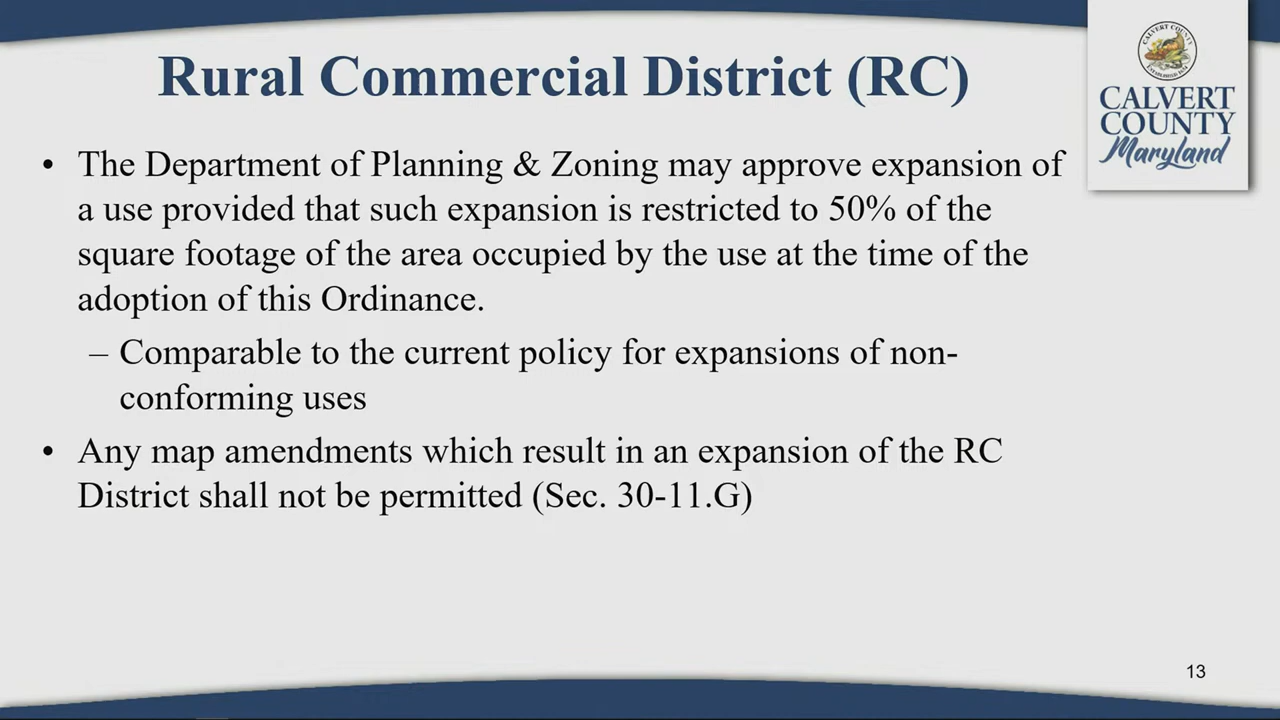 Rural Commercial District (RC)
CALVERT COUNTY
CALVERT
COUNTY
Maryland
• The Department of Planning & Zoning may approve expansion of
a use provided that such expansion is restricted to 50% of the
square footage of the area occupied by the use at the time of the
adoption of this Ordinance.
– Comparable to the current policy for expansions of non-
conforming uses
• Any map amendments which result in an expansion of the RC
District shall not be permitted (Sec. 30-11.G)
13